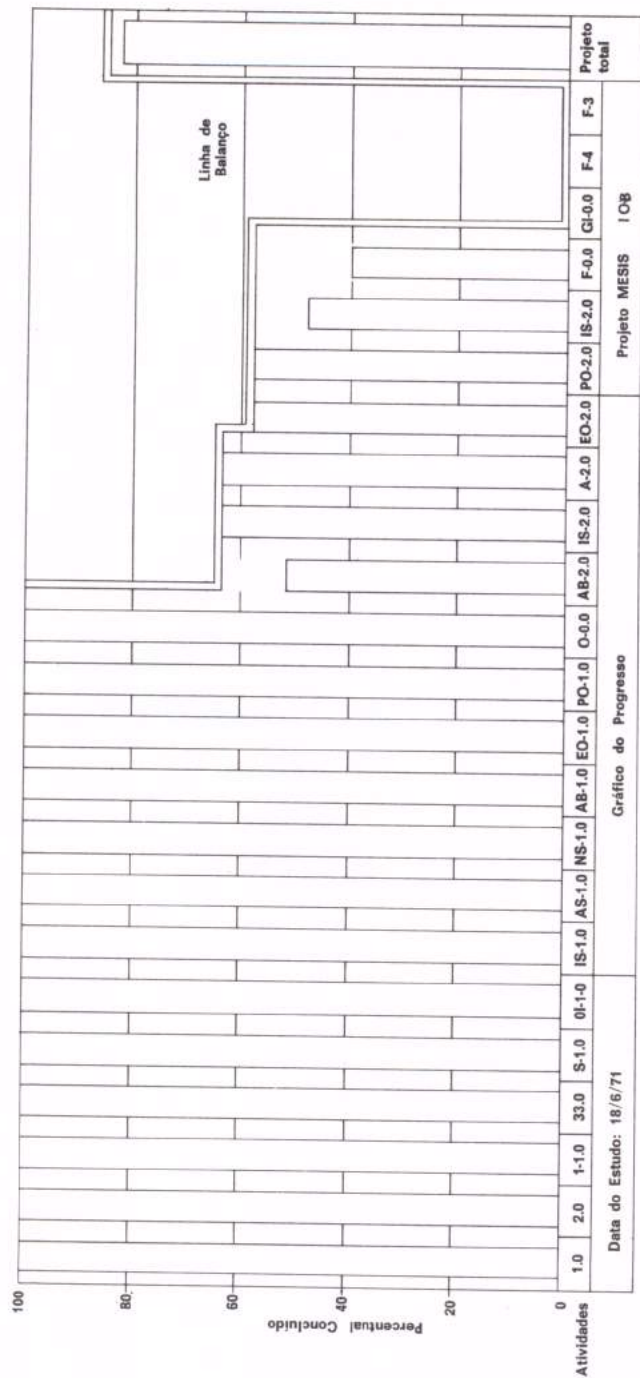 100
80
60
40
20
0
Percentual Concluído
Linha de
Balanço
Atividades
1.0 2.0 1-1.0 33.0 S-1.0 0I-1-0 IS-1.0 AS-1.0 NS-1.0 AB-1.0 EO-1.0 PO-1.0 O-0.0 AB-2.0 IS-2.0 A-2.0 EO-2.0 PO-2.0 IS-2.0 F-0.0 GI-0.0 F-4 F-3 Projeto
total
Data do Estudo: 18/6/71 Gráfico do Progresso Projeto MESIS IOB